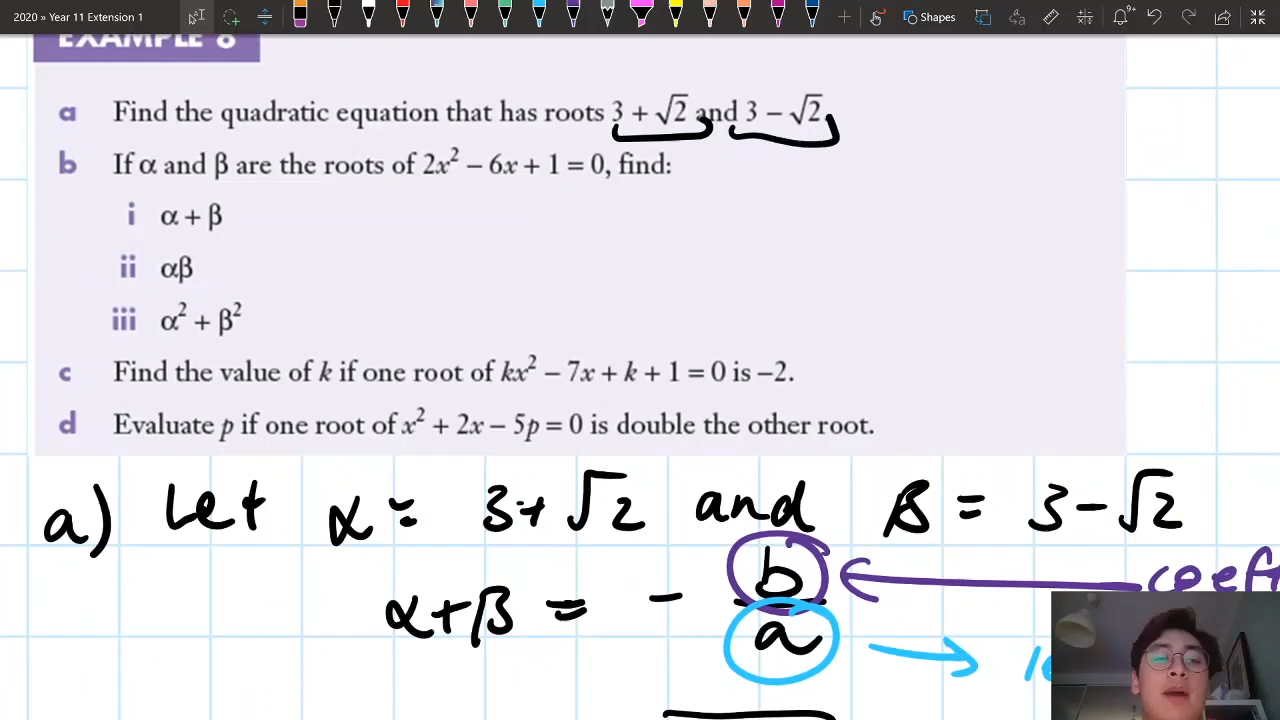 2020 » Year 11 Extension 1
9+
Shapes
EXAMPLE 6
a Find the quadratic equation that has roots 3 + √2 and 3 − √2.
b If α and β are the roots of 2x² − 6x + 1 = 0, find:
i α + β
ii αβ
iii α² + β²
c Find the value of k if one root of kx² − 7x + k + 1 = 0 is −2.
d Evaluate p if one root of x² + 2x − 5p = 0 is double the other root.
a) Let α = 3+√2 and β = 3−√2
α+β = − b/a